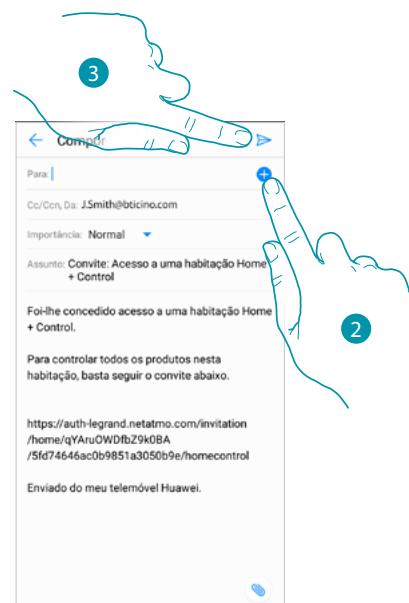 3
Compor
Para:
Cc/Ccn, Da: J.Smith@bticino.com
Importância: Normal
Assunto: Convite: Acesso a uma habitação Home
+ Control
Foi-lhe concedido acesso a uma habitação Home
+ Control.
2
Para controlar todos os produtos nesta
habitação, basta seguir o convite abaixo.
https://auth-legrand.netatmo.com/invitation
/home/qYAruOWDfbZ9k0BA
/5fd74646ac0b9851a3050b9e/homecontrol
Enviado do meu telemóvel Huawei.